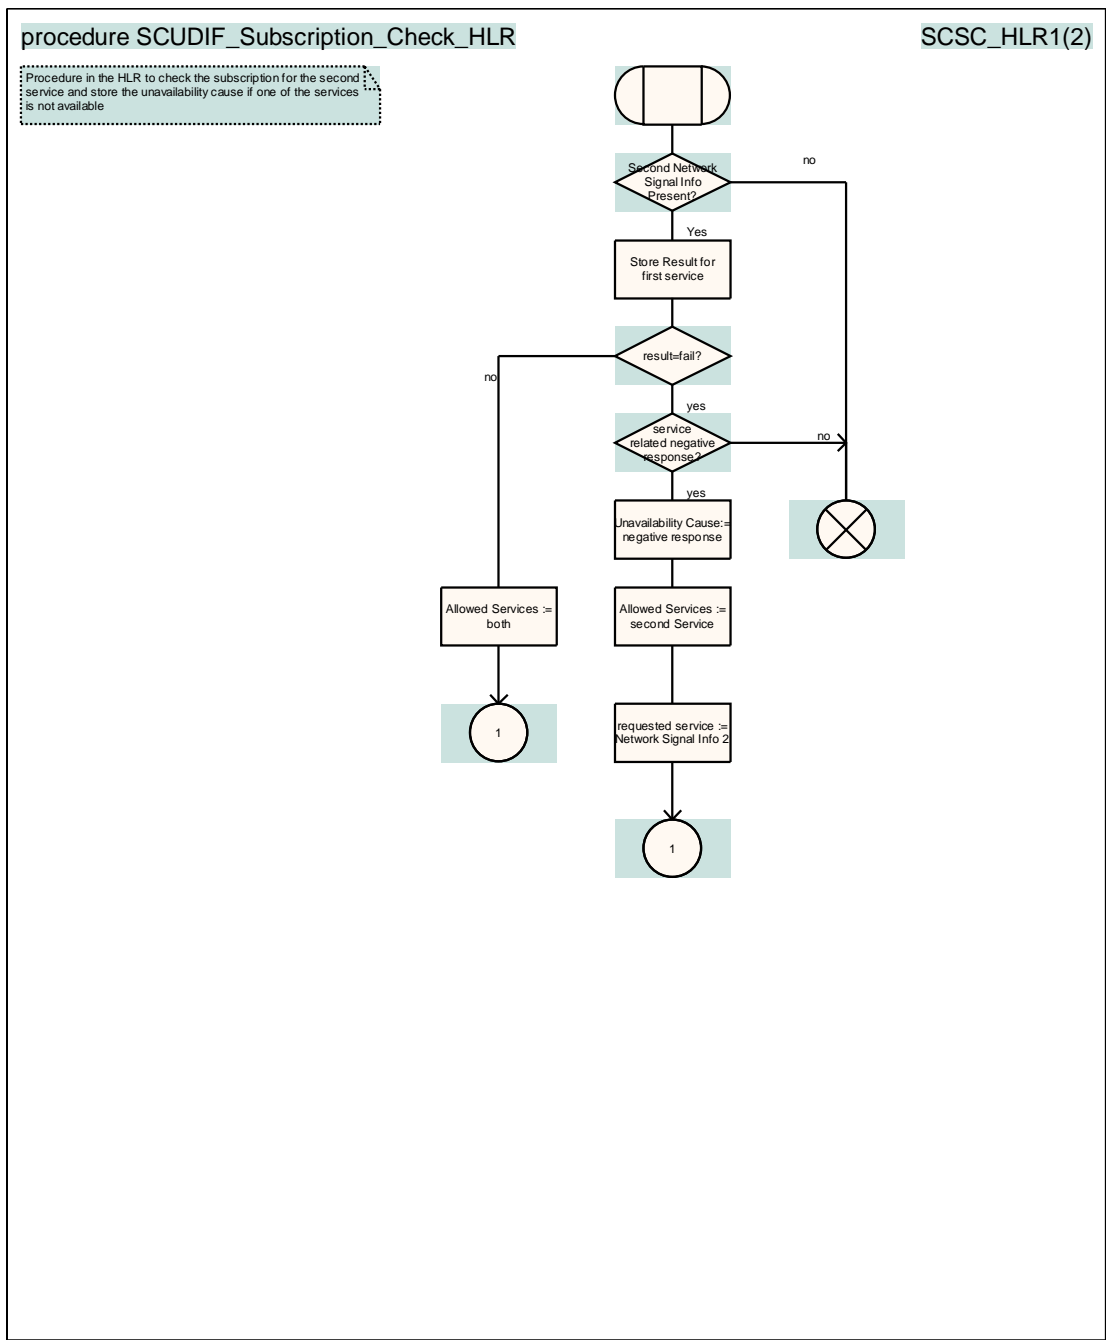 procedure SCUDIF_Subscription_Check_HLR
SCSC_HLR1(2)
Procedure in the HLR to check the subscription for the second
service and store the unavailability cause if one of the services
is not available
Second Network
Signal Info
Present?
no
Yes
Store Result for
first service
result=fail?
no
yes
service
related negative
response?
no
yes
Unavailability Cause:=
negative response
Allowed Services :=
both
Allowed Services :=
second Service
requested service :=
Network Signal Info 2
1
1